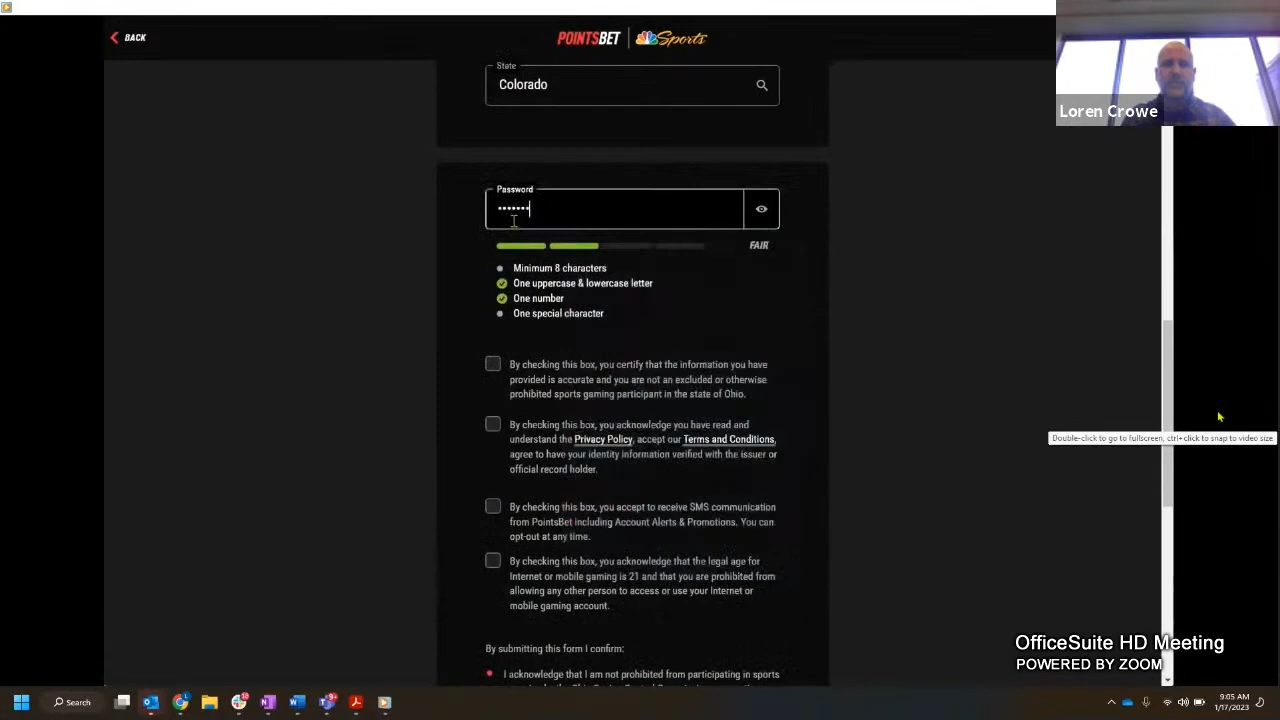 BACK
POINTSBET
Sports
Loren Crowe
State
Colorado
Password
•••••••
FAIR
Minimum 8 characters
One uppercase & lowercase letter
One number
One special character
By checking this box, you certify that the information you have
provided is accurate and you are not an excluded or otherwise
prohibited sports gaming participant in the state of Ohio.
By checking this box, you acknowledge you have read and
understand the Privacy Policy, accept our Terms and Conditions,
agree to have your identity information verified with the issuer or
official record holder.
Double-click to go to fullscreen, ctrl+click to snap to video size
By checking this box, you accept to receive SMS communication
from PointsBet including Account Alerts & Promotions. You can
opt-out at any time.
By checking this box, you acknowledge that the legal age for
Internet or mobile gaming is 21 and that you are prohibited from
allowing any other person to access or use your Internet or
mobile gaming account.
By submitting this form I confirm:
I acknowledge that I am not prohibited from participating in sports
OfficeSuite HD Meeting
POWERED BY ZOOM
Search
9:05 AM
1/17/2023